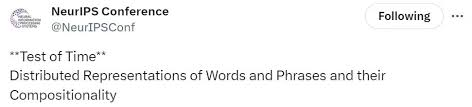 NeurIPS Conference
@NeurIPSConf
Following
**Test of Time**
Distributed Representations of Words and Phrases and their
Compositionality